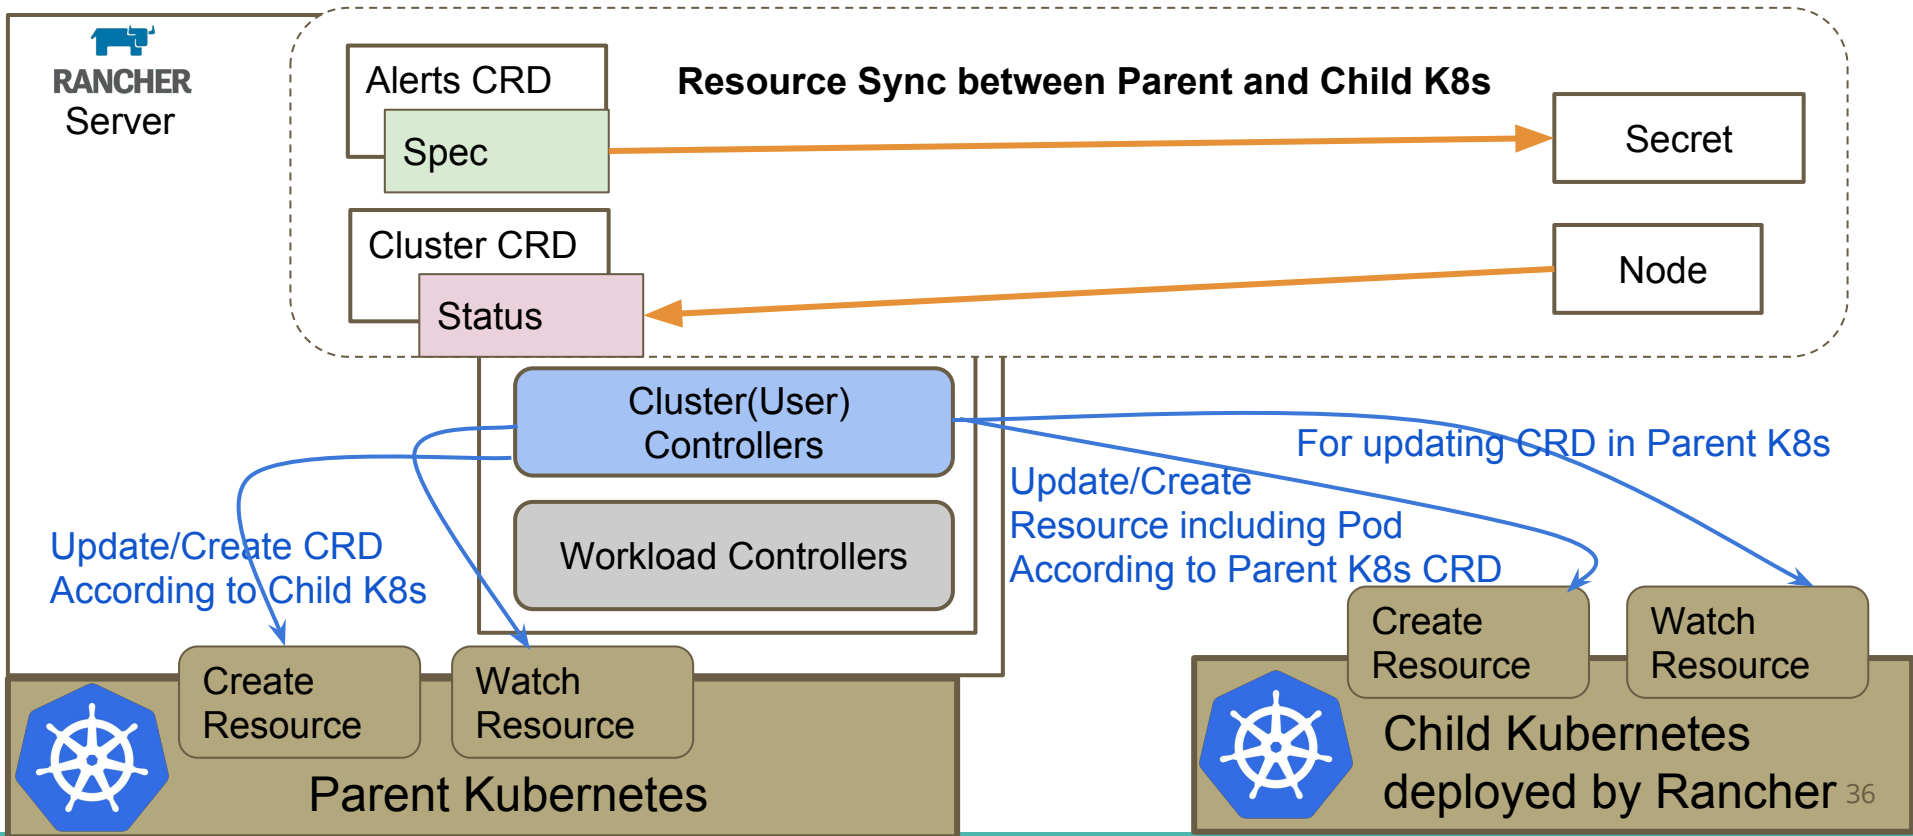 RANCHER
Server
Alerts CRD
Spec
Resource Sync between Parent and Child K8s
Secret
Cluster CRD
Status
Node
Cluster(User)
Controllers
Workload Controllers
Update/Create CRD
According to Child K8s
For updating CRD in Parent K8s
Update/Create
Resource including Pod
According to Parent K8s CRD
Create
Resource
Watch
Resource
Parent Kubernetes
Create
Resource
Watch
Resource
Child Kubernetes
deployed by Rancher
36